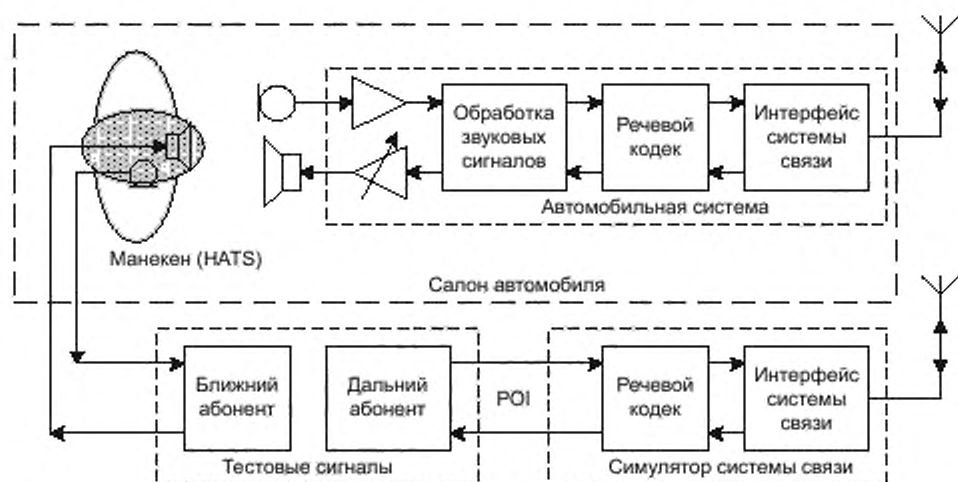 Обработка
звуковых
сигналов
Речевой
кодек
Интерфейс
системы
связи
Автомобильная система
Манекен (HATS)
Салон автомобиля
Ближний
абонент
Дальний
абонент
POI
Речевой
кодек
Интерфейс
системы
связи
Тестовые сигналы
Симулятор системы связи